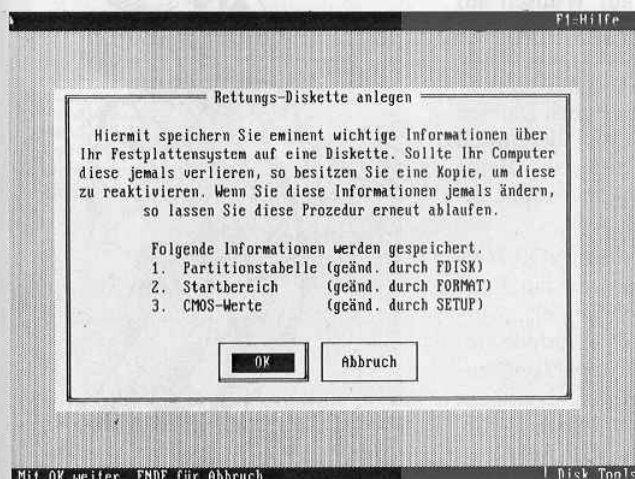 F1=Hilfe
Rettungs-Diskette anlegen
Hiermit speichern Sie eminent wichtige Informationen über
Ihr Festplattensystem auf eine Diskette. Sollte Ihr Computer
diese jemals verlieren, so besitzen Sie eine Kopie, um diese
zu reaktivieren. Wenn Sie diese Informationen jemals ändern,
so lassen Sie diese Prozedur erneut ablaufen.
Folgende Informationen werden gespeichert.
1. Partitionstabelle (geänd. durch FDISK)
2. Startbereich (geänd. durch FORMAT)
3. CMOS-Werte (geänd. durch SETUP)
OK Abbruch
Mit OK weiter, ENDE für Abbruch Disk Tools